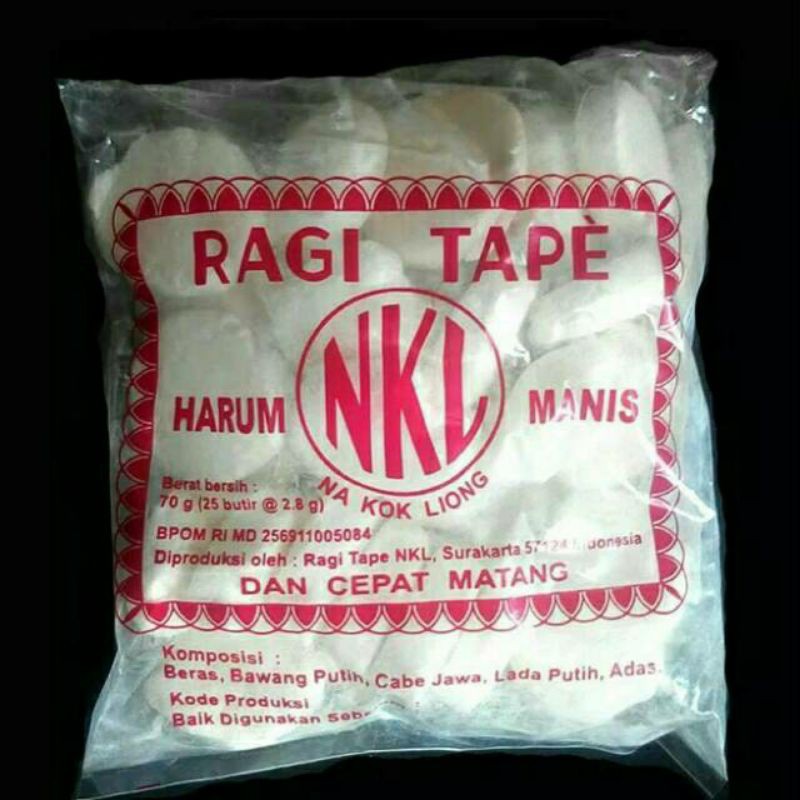 RAGI TAPÈ
NKL
HARUM MANIS
NA KOK LIONG
Berat bersih :
70 g (25 butir @ 2.8 g)
BPOM RI MD 256911005084
Diproduksi oleh : Ragi Tape NKL, Surakarta 57124 Indonesia
DAN CEPAT MATANG
Komposisi :
Beras, Bawang Putih, Cabe Jawa, Lada Putih, Adas.
Kode Produksi :
Baik Digunakan